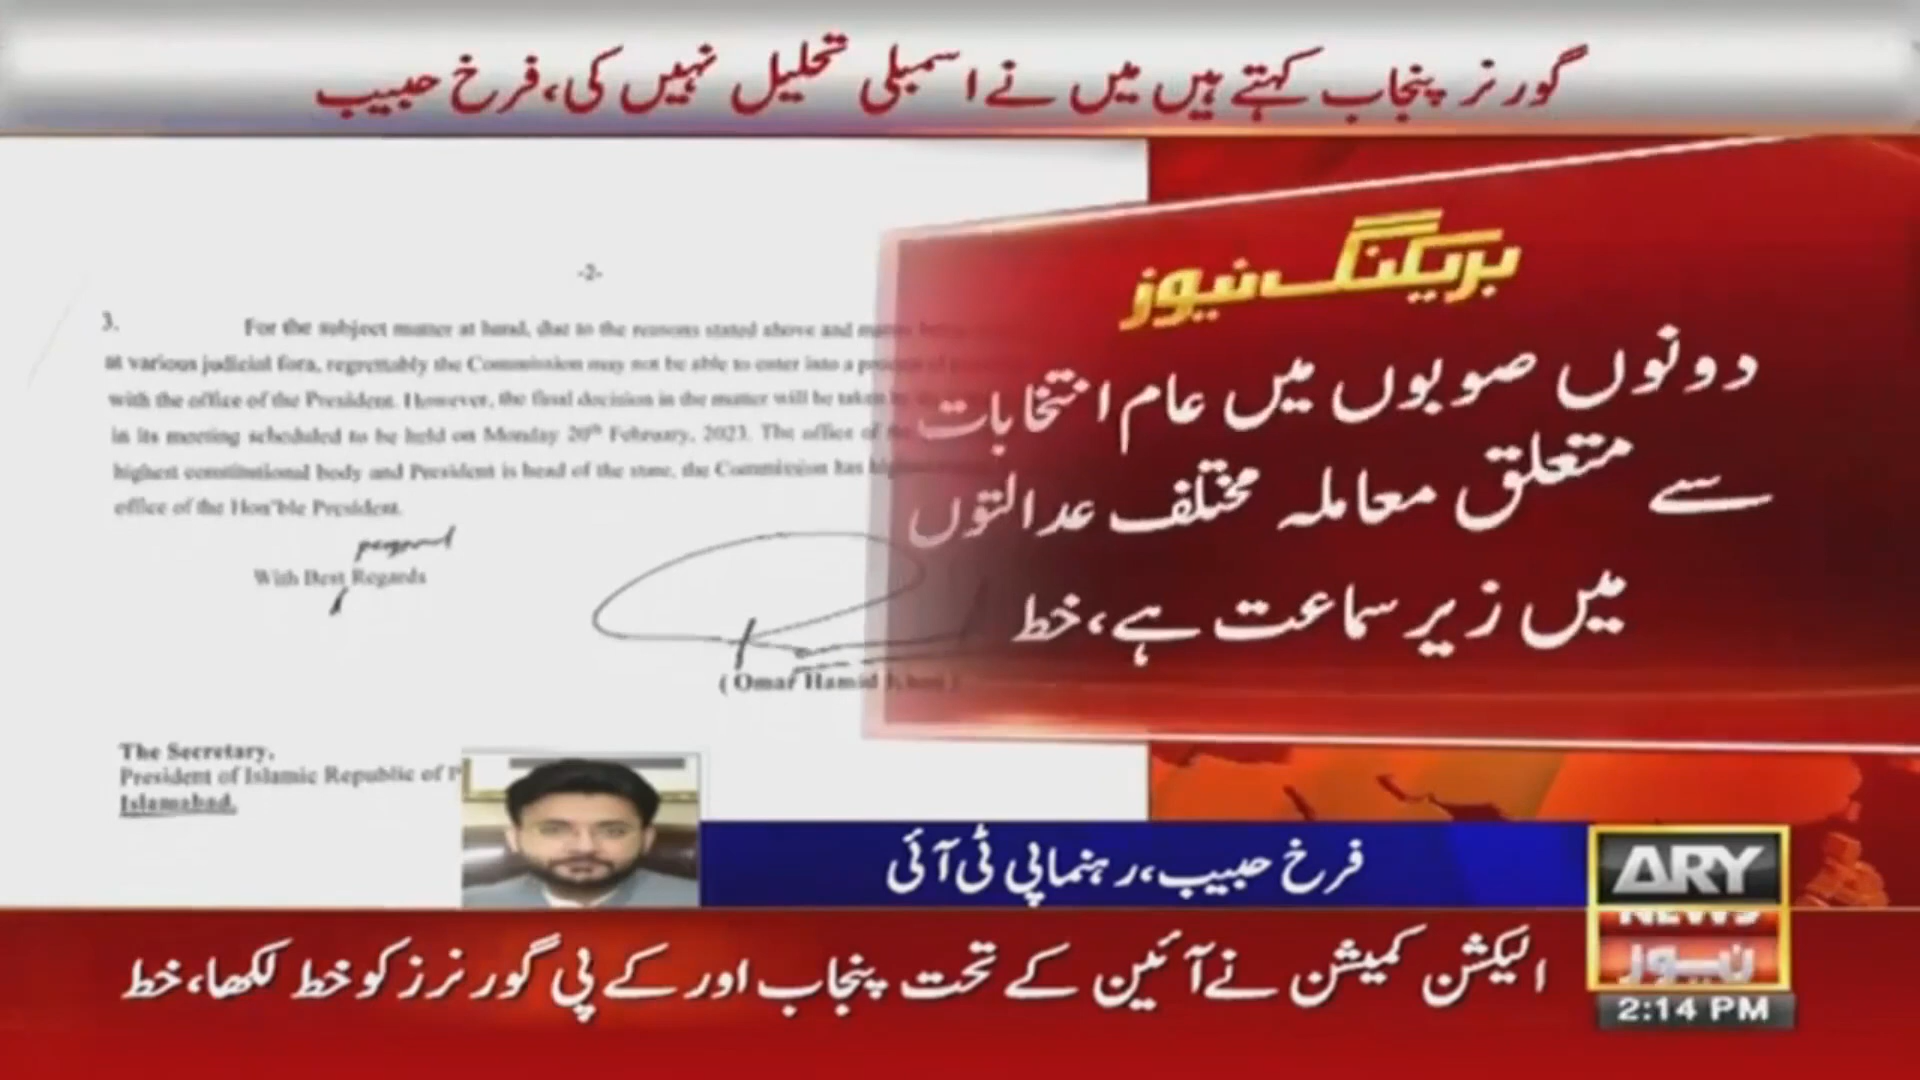 گورنر پنجاب کہتے ہیں میں نے اسمبلی تحلیل نہیں کی، فرخ حبیب
-2-
3. For the subject matter at hand, due to the reasons stated above and
at various judicial fora, regrettably the Commission may not be able to enter into a
with the office of the President. However, the final decision in the matter will be taken
in its meeting scheduled to be held on Monday 20th February, 2023. The office of
highest constitutional body and President is head of the state, the Commission has
office of the Hon'ble President.
With Best Regards
( Omar Hamid
The Secretary,
President of Islamic Republic of
Islamabad.
بریکنگ نیوز
دونوں صوبوں میں عام انتخابات
سے متعلق معاملہ مختلف عدالتوں
میں زیر سماعت ہے، خط
فرخ حبیب، رہنما پی ٹی آئی
ARY
NEWS
نیوز
2:14 PM
الیکشن کمیشن نے آئین کے تحت پنجاب اور کے پی گورنرز کو خط لکھا، خط